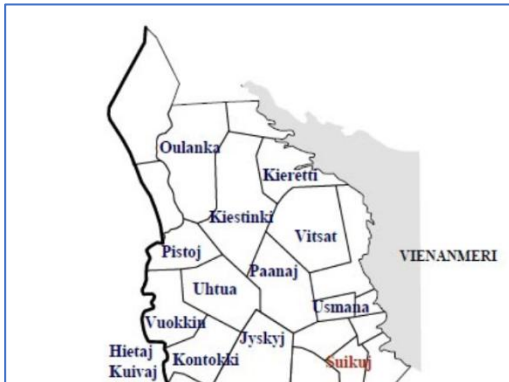 Oulanka
Kieretti
Kiestinki
Vitsat
Pistoj
VIENANMERI
Paanaj
Uhtua
Usmana
Vuokkin
Jyskyj
Hietaj
Kontokki
Suikuj
Kuivaj